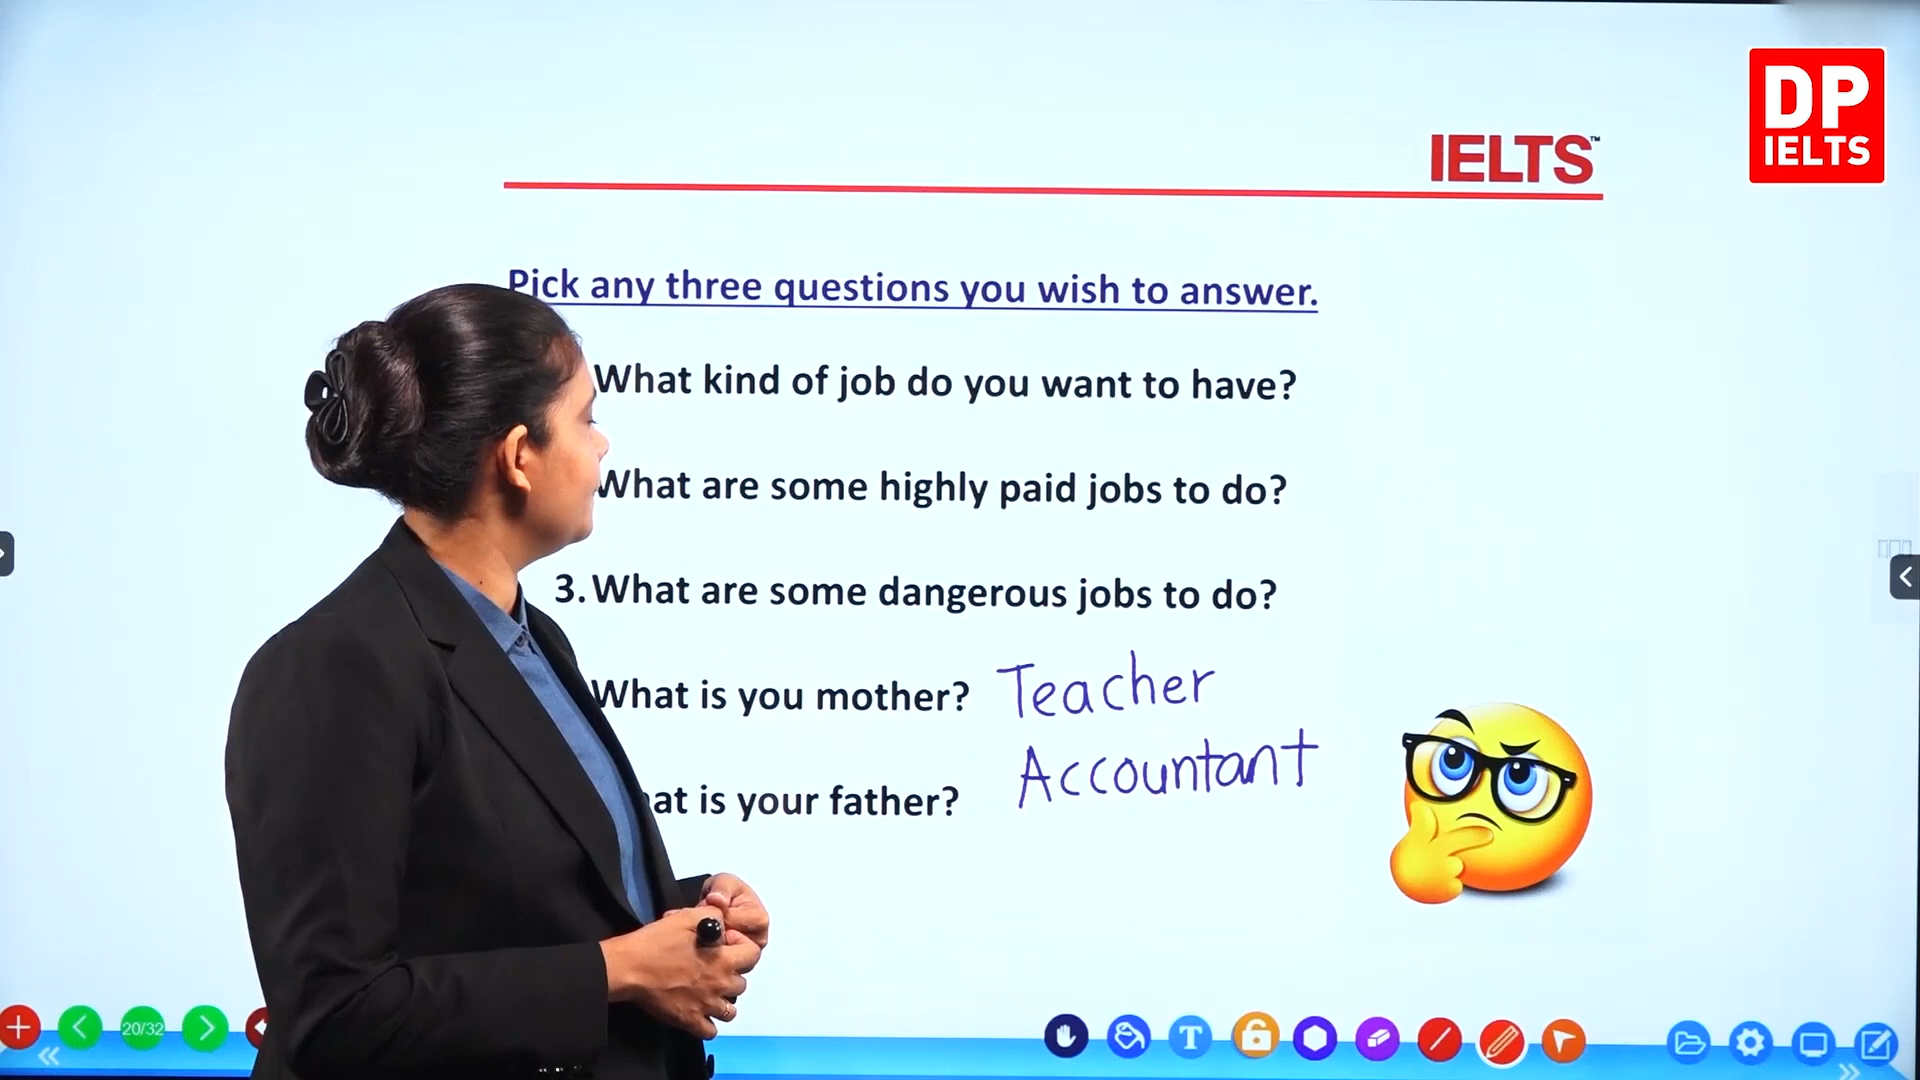 DP
IELTS
IELTS™
Pick any three questions you wish to answer.
What kind of job do you want to have?
What are some highly paid jobs to do?
3. What are some dangerous jobs to do?
What is you mother? Teacher
is your father? Accountant
20/32
T